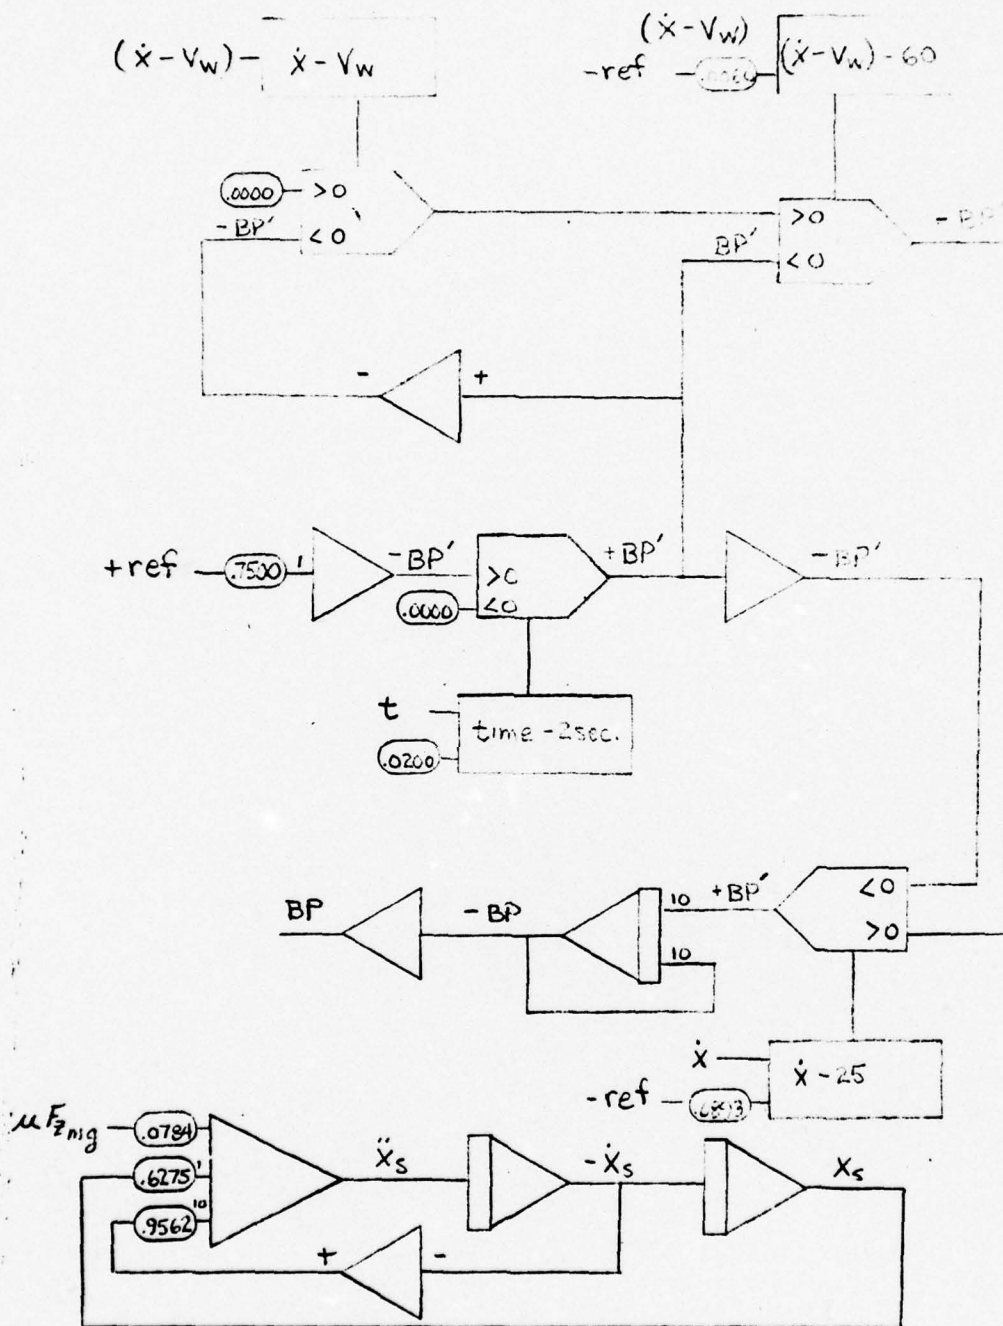 (ẋ-Vw)
(ẋ-Vw)- ẋ-Vw
-ref .0060 (ẋ-Vw)-60
.0000 >0
-BP' <0
>0 -BP
BP' <0
- +
+ref .7500 1 -BP' >0 +BP' -BP'
.0000 <0
t
time -2sec.
.0200
BP -BP 10 +BP' <0
10 >0
ẋ
ẋ-25
-ref
.0784
.6275 1 ẍs -ẋs xs
.9562 10
+ -